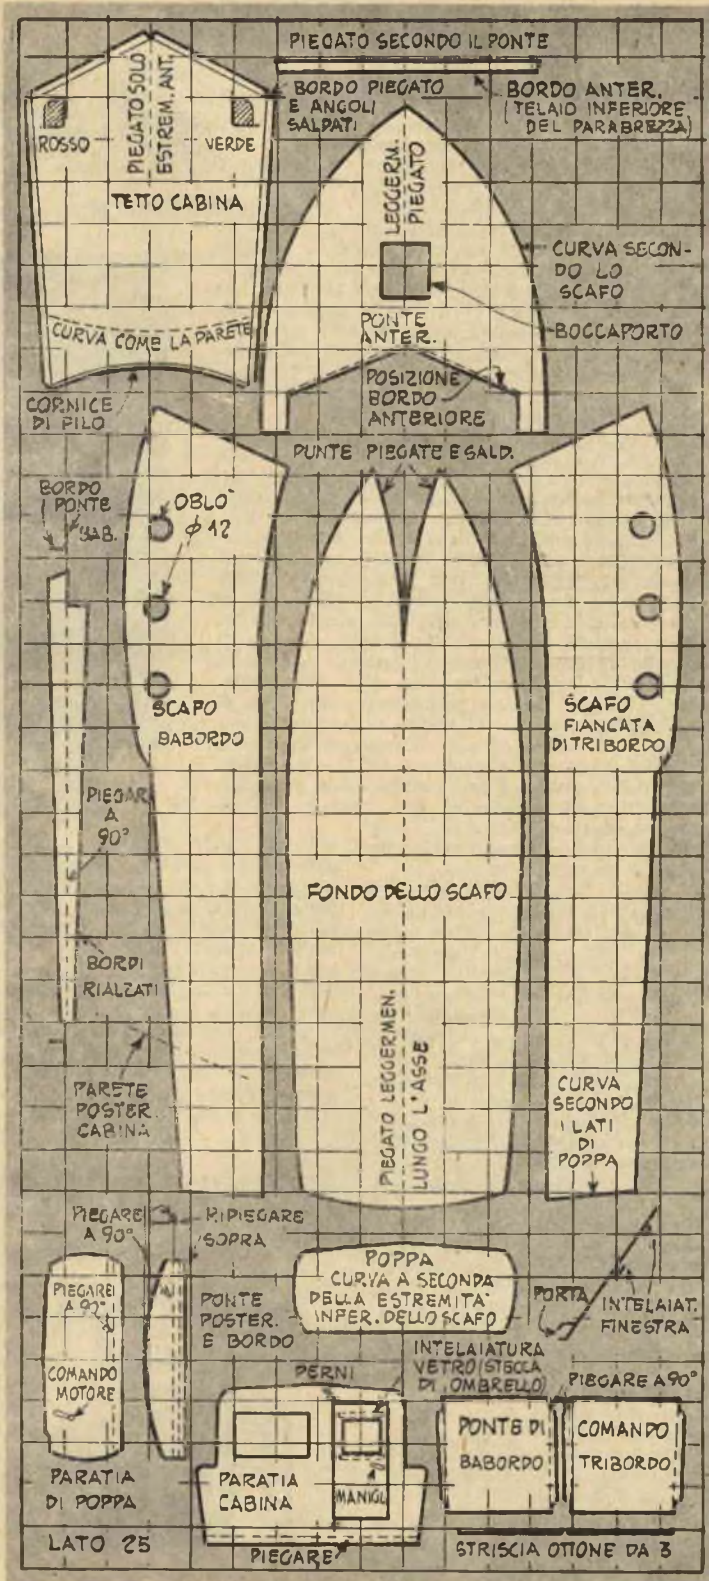 PIEGATO SECONDO IL PONTE
BORDO PIEGATO
E ANGOLI
SALDATI
BORDO ANTER.
(TELAIO INFERIORE
DEL PARABREZZA)
PIEGATO SOLO
ESTREM. ANT.
ROSSO
VERDE
TETTO CABINA
CURVA COME LA PARETE
CORNICE
DI FILO
LEGGERM.
PIEGATO
CURVA SECON-
DO LO
SCAFO
BOCCAPORTO
PONTE
ANTER.
POSIZIONE
BORDO
ANTERIORE
PUNTE PIEGATE E SALD.
BORDO
PONTE
BAB.
OBLO'
φ 12
SCAFO
BABORDO
SCAFO
FIANCATA
DI TRIBORDO
PIEGAR
A
90°
FONDO DELLO SCAFO
BORDI
RIALZATI
PIEGATO LEGGERMEN.
LUNGO L'ASSE
PARETE
POSTER.
CABINA
CURVA
SECONDO
I LATI
DI
POPPA
PIEGARE
A 90°
RIPIEGARE
SOPRA
PIEGARE
A 90°
COMANDO
MOTORE
PONTE
POSTER.
E BORDO
POPPA
CURVA A SECONDA
DELLA ESTREMITA'
INFER. DELLO SCAFO
PORTA
INTELAIAT.
FINESTRA
PERNI
INTELAIATURA
VETRO (STECCA
DI OMBRELLO)
PIEGARE A 90°
PARATIA
DI POPPA
PARATIA
CABINA
MANIGL.
PONTE DI
BABORDO
COMANDO
TRIBORDO
LATO 25
PIEGARE
STRISCIA OTTONE DA 3